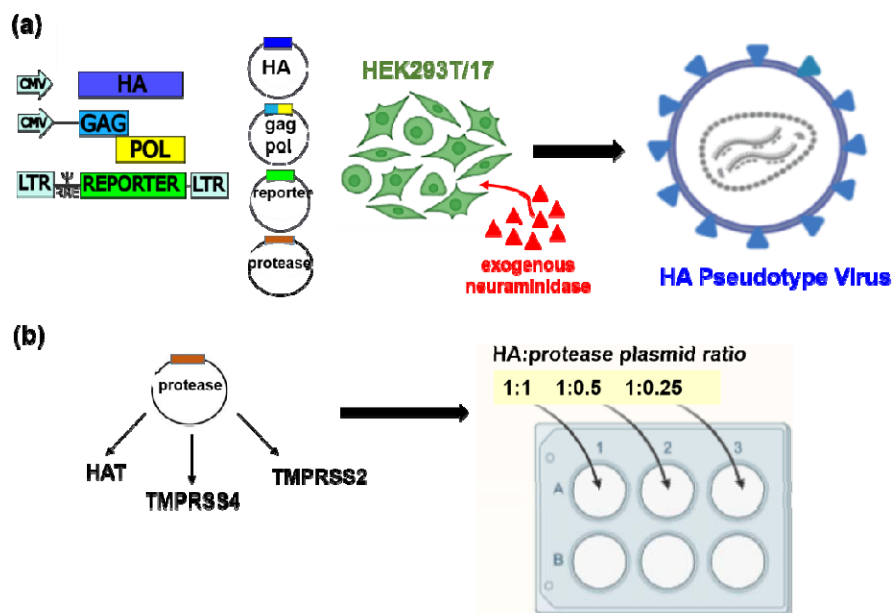 (a)
CMV HA
CMV GAG
POL
LTR Ψ RRE REPORTER LTR
HA
gag
pol
reporter
protease
HEK293T/17
exogenous
neuraminidase
HA Pseudotype Virus
(b)
protease
HAT
TMPRSS4
TMPRSS2
HA:protease plasmid ratio
1:1 1:0.5 1:0.25
1 2 3
A
B